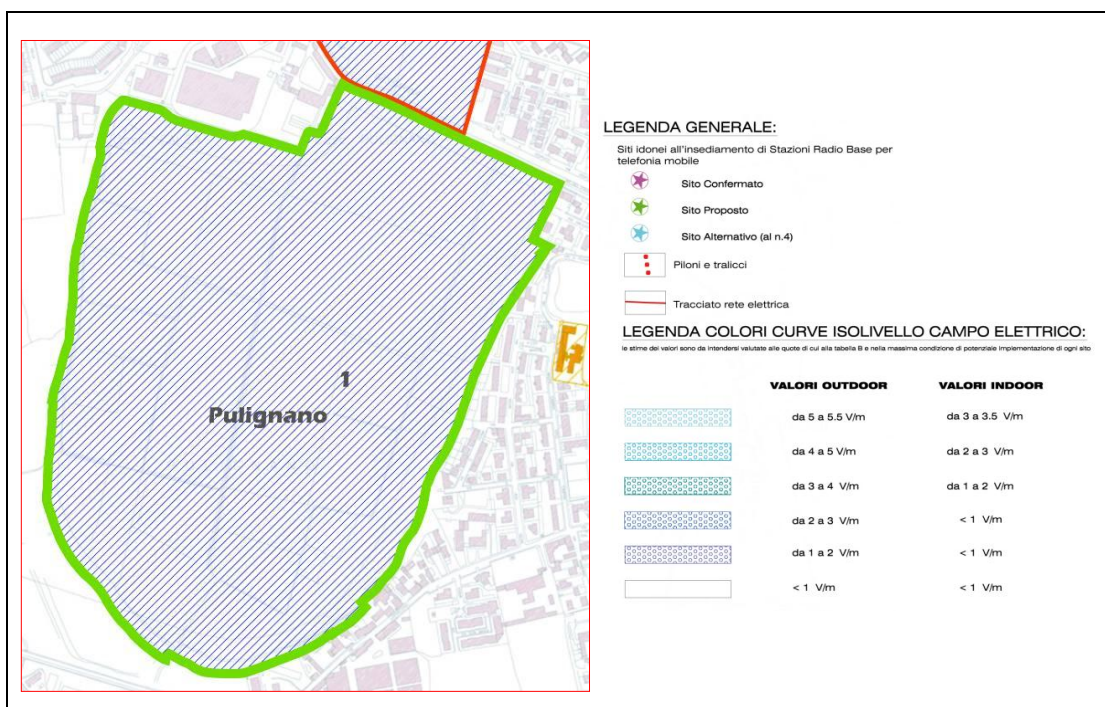 1
Pulignano
LEGENDA GENERALE:
Siti idonei all'insediamento di Stazioni Radio Base per
telefonia mobile
Sito Confermato
Sito Proposto
Sito Alternativo (al n.4)
Piloni e tralicci
Tracciato rete elettrica
LEGENDA COLORI CURVE ISOLIVELLO CAMPO ELETTRICO:
le stime dei valori sono da intendersi valutate alle quote di cui alla tabella B e nella massima condizione di potenziale implementazione di ogni sito
VALORI OUTDOOR VALORI INDOOR
da 5 a 5.5 V/m da 3 a 3.5 V/m
da 4 a 5 V/m da 2 a 3 V/m
da 3 a 4 V/m da 1 a 2 V/m
da 2 a 3 V/m < 1 V/m
da 1 a 2 V/m < 1 V/m
< 1 V/m < 1 V/m